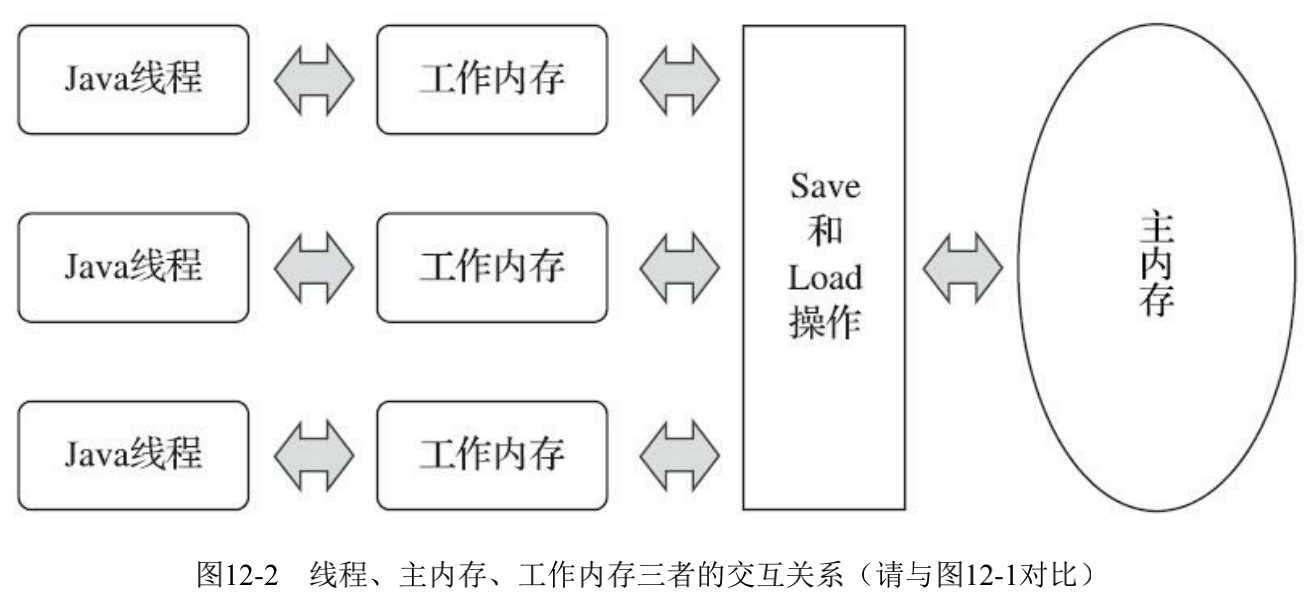 Java线程
工作内存
Java线程
工作内存
Java线程
工作内存
Save
和
Load
操作
主
内
存
图12-2 线程、主内存、工作内存三者的交互关系（请与图12-1对比）